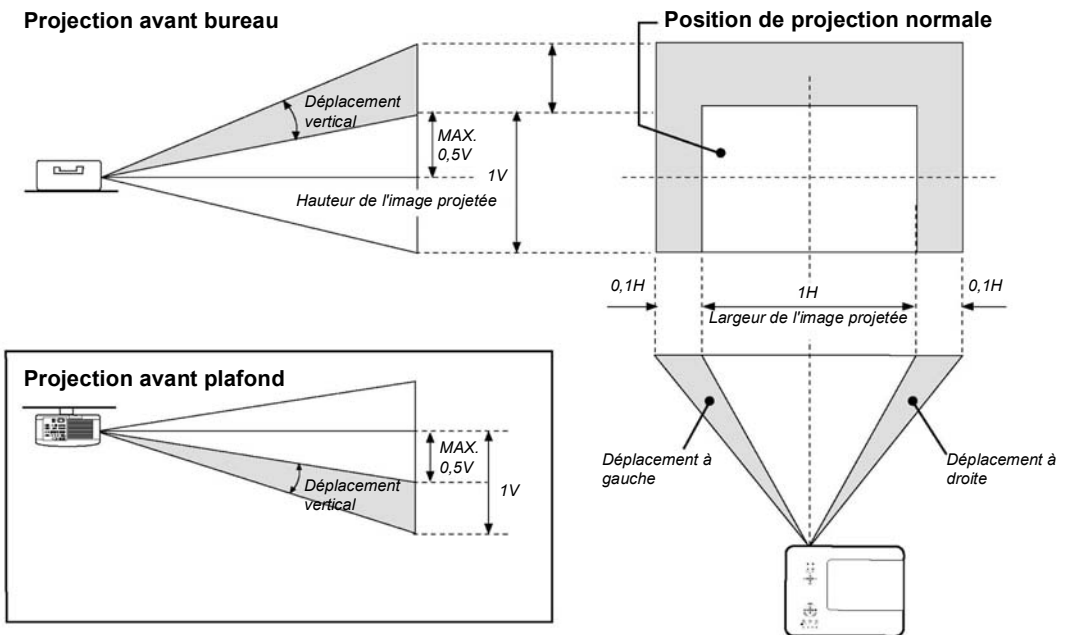 Projection avant bureau
Position de projection normale
Déplacement
vertical
MAX.
0,5V
1V
Hauteur de l'image projetée
0,1H
1H
0,1H
Largeur de l'image projetée
Projection avant plafond
MAX.
0,5V
Déplacement
vertical
1V
Déplacement à
gauche
Déplacement à
droite